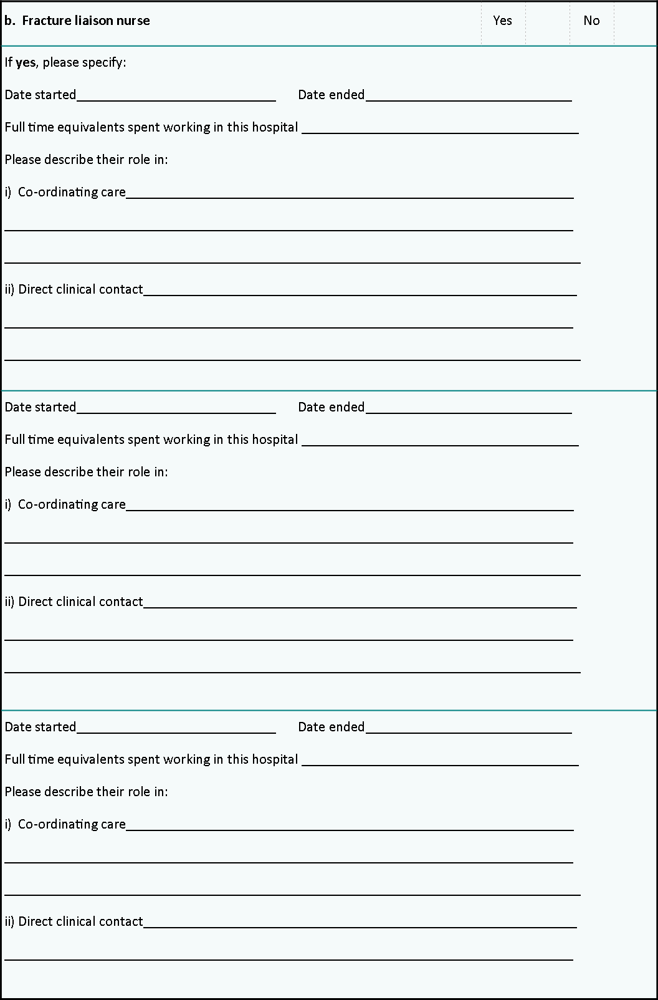 b. Fracture liaison nurse Yes No
If yes, please specify:
Date started Date ended
Full time equivalents spent working in this hospital
Please describe their role in:
i) Co-ordinating care
ii) Direct clinical contact
Date started Date ended
Full time equivalents spent working in this hospital
Please describe their role in:
i) Co-ordinating care
ii) Direct clinical contact
Date started Date ended
Full time equivalents spent working in this hospital
Please describe their role in:
i) Co-ordinating care
ii) Direct clinical contact